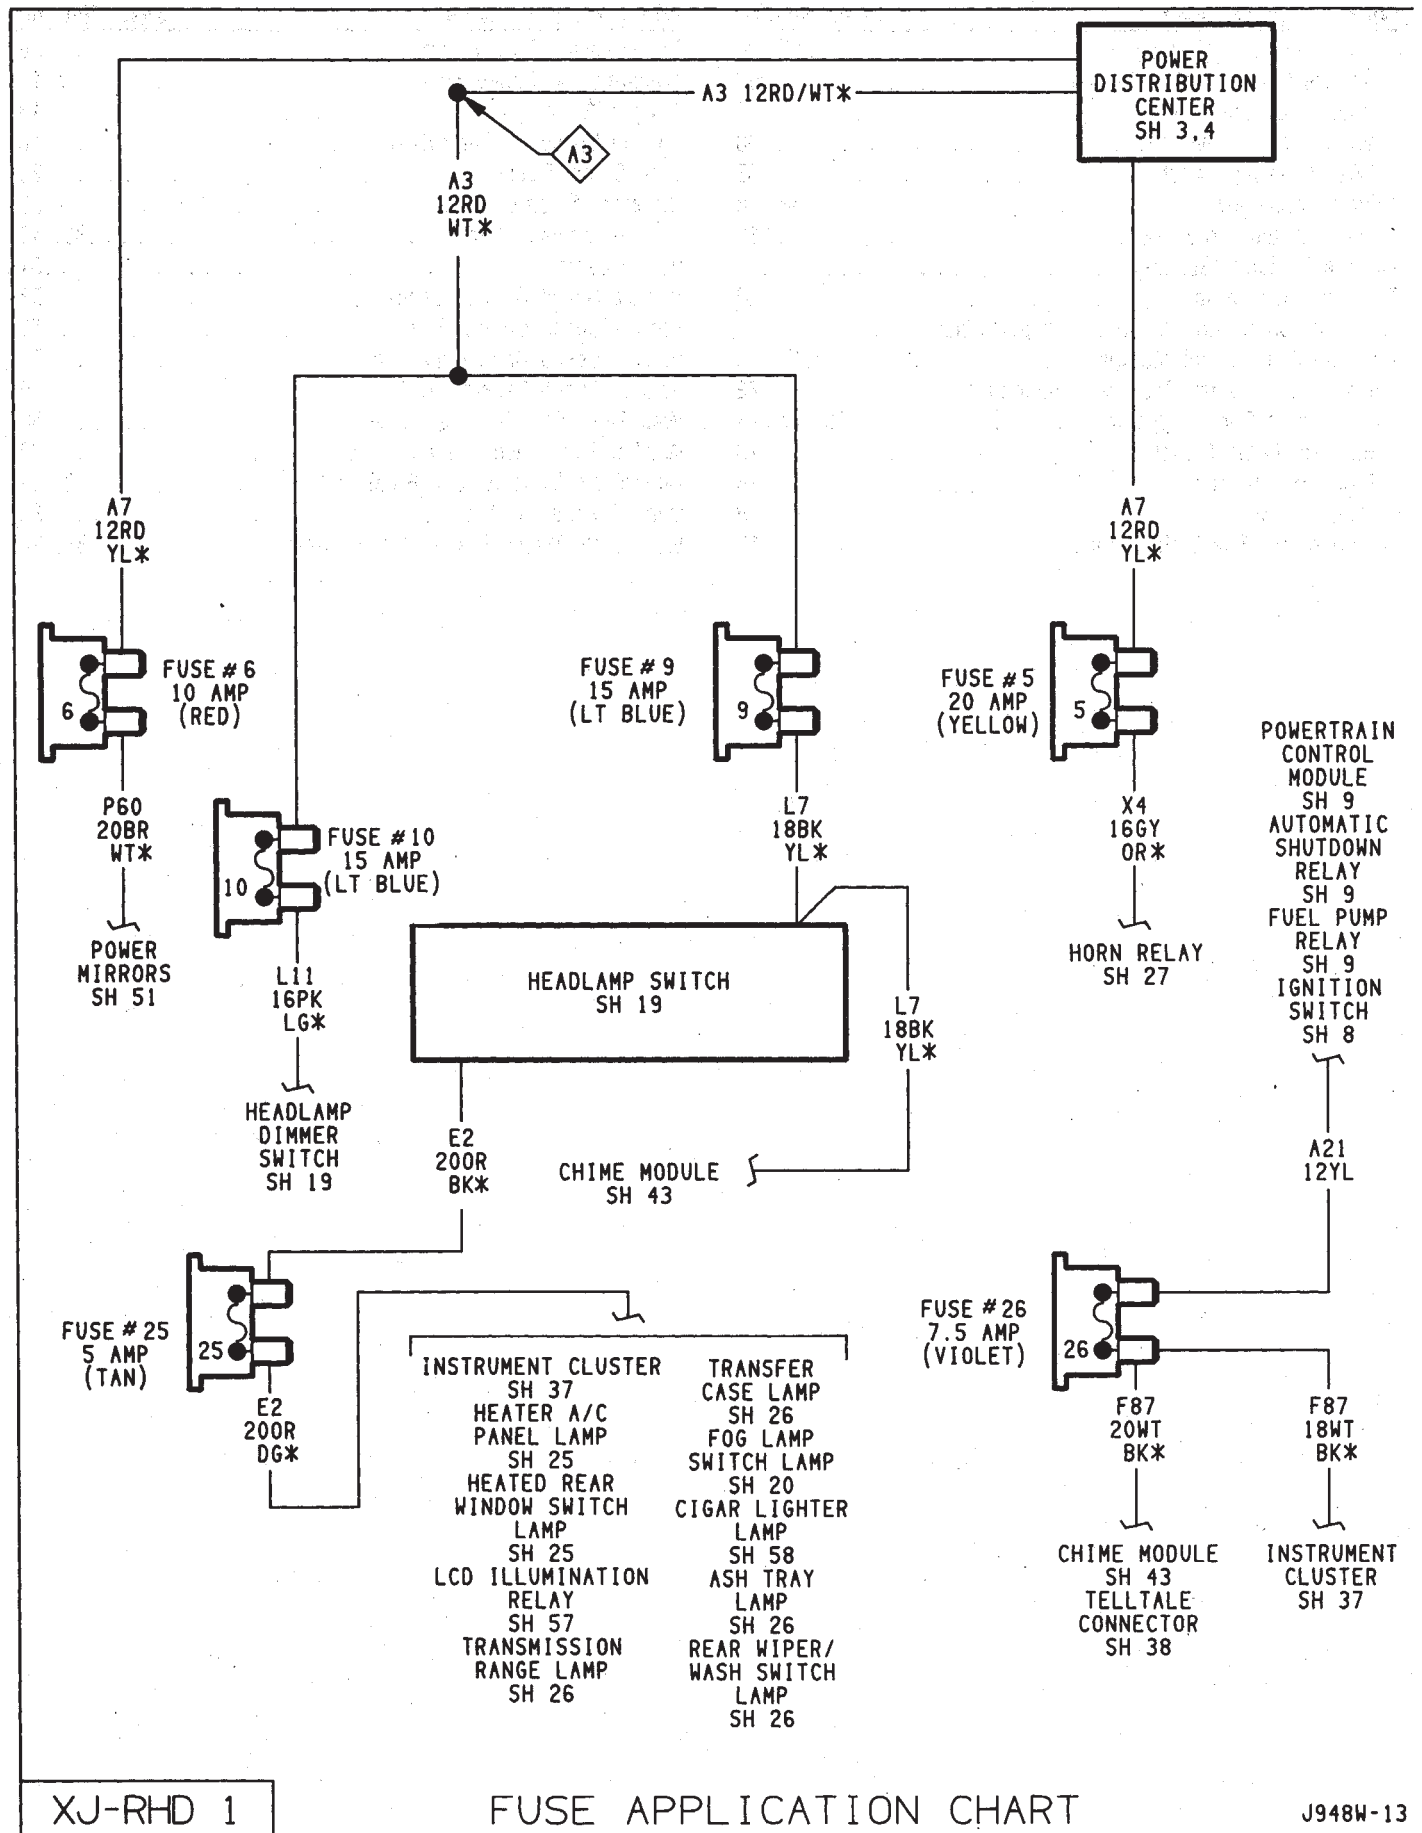 POWER
DISTRIBUTION
CENTER
SH 3,4
A3 12RD/WT*
A3
A3
12RD
WT*
A7
12RD
YL*
A7
12RD
YL*
FUSE #6
10 AMP
(RED)
6
FUSE #9
15 AMP
(LT BLUE)
9
FUSE #5
20 AMP
(YELLOW)
5
POWERTRAIN
CONTROL
MODULE
SH 9
AUTOMATIC
SHUTDOWN
RELAY
SH 9
FUEL PUMP
RELAY
SH 9
IGNITION
SWITCH
SH 8
P60
20BR
WT*
FUSE #10
15 AMP
(LT BLUE)
10
L7
18BK
YL*
X4
16GY
OR*
POWER
MIRRORS
SH 51
L11
16PK
LG*
HEADLAMP SWITCH
SH 19
HORN RELAY
SH 27
L7
18BK
YL*
HEADLAMP
DIMMER
SWITCH
SH 19
E2
20OR
BK*
CHIME MODULE
SH 43
A21
12YL
FUSE #25
5 AMP
(TAN)
25
FUSE #26
7.5 AMP
(VIOLET)
26
E2
20OR
DG*
INSTRUMENT CLUSTER
SH 37
HEATER A/C
PANEL LAMP
SH 25
HEATED REAR
WINDOW SWITCH
LAMP
SH 25
LCD ILLUMINATION
RELAY
SH 57
TRANSMISSION
RANGE LAMP
SH 26
TRANSFER
CASE LAMP
SH 26
FOG LAMP
SWITCH LAMP
SH 20
CIGAR LIGHTER
LAMP
SH 58
ASH TRAY
LAMP
SH 26
REAR WIPER/
WASH SWITCH
LAMP
SH 26
F87
20WT
BK*
F87
18WT
BK*
CHIME MODULE
SH 43
TELLTALE
CONNECTOR
SH 38
INSTRUMENT
CLUSTER
SH 37
XJ-RHD 1
FUSE APPLICATION CHART
J948W-13